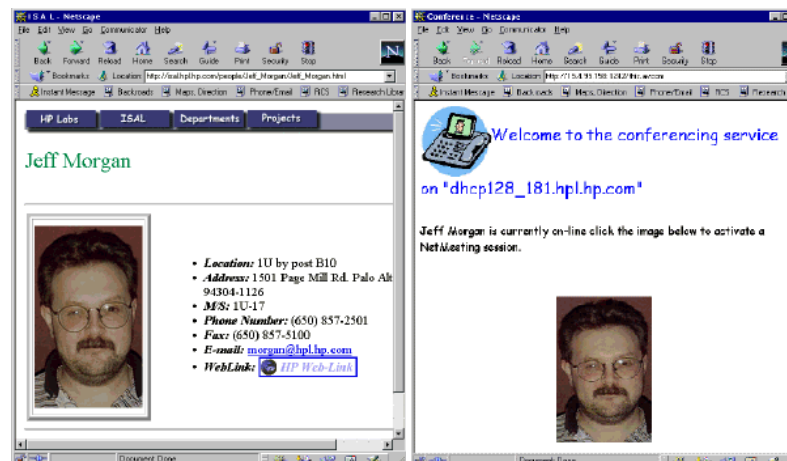 I S A L - Netscape
File Edit View Go Communicator Help
Back Forward Reload Home Search Guide Print Security Stop
Bookmarks Location: http://isal.hpl.hp.com/people/Jeff_Morgan/Jeff_Morgan.html
Instant Message Backroads Maps, Direction Phone/Email RCS Research Librar
HP Labs ISAL Departments Projects
Jeff Morgan
• Location: 1U by post B10
• Address: 1501 Page Mill Rd. Palo Alt
94304-1126
• M/S: 1U-17
• Phone Number: (650) 857-2501
• Fax: (650) 857-5100
• E-mail: morgan@hpl.hp.com
• WebLink: HP Web-Link
Document Done
Conference - Netscape
File Edit View Go Communicator Help
Back Forward Reload Home Search Guide Print Security Stop
Bookmarks Location:
Instant Message Backroads Maps, Direction Phone/Email RCS Research
Welcome to the conferencing service
on "dhcp128_181.hpl.hp.com"
Jeff Morgan is currently on-line click the image below to activate a
NetMeeting session.
Document Done